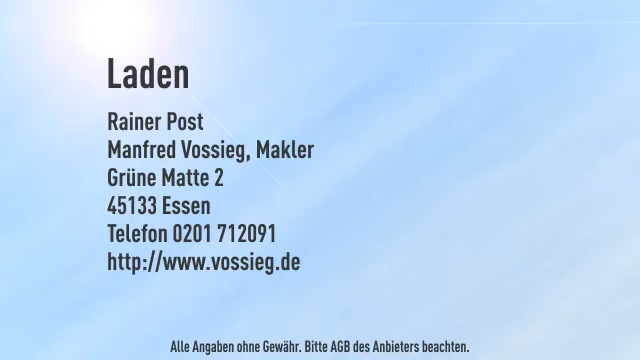 Laden
Rainer Post
Manfred Vossieg, Makler
Grüne Matte 2
45133 Essen
Telefon 0201 712091
http://www.vossieg.de
Alle Angaben ohne Gewähr. Bitte AGB des Anbieters beachten.